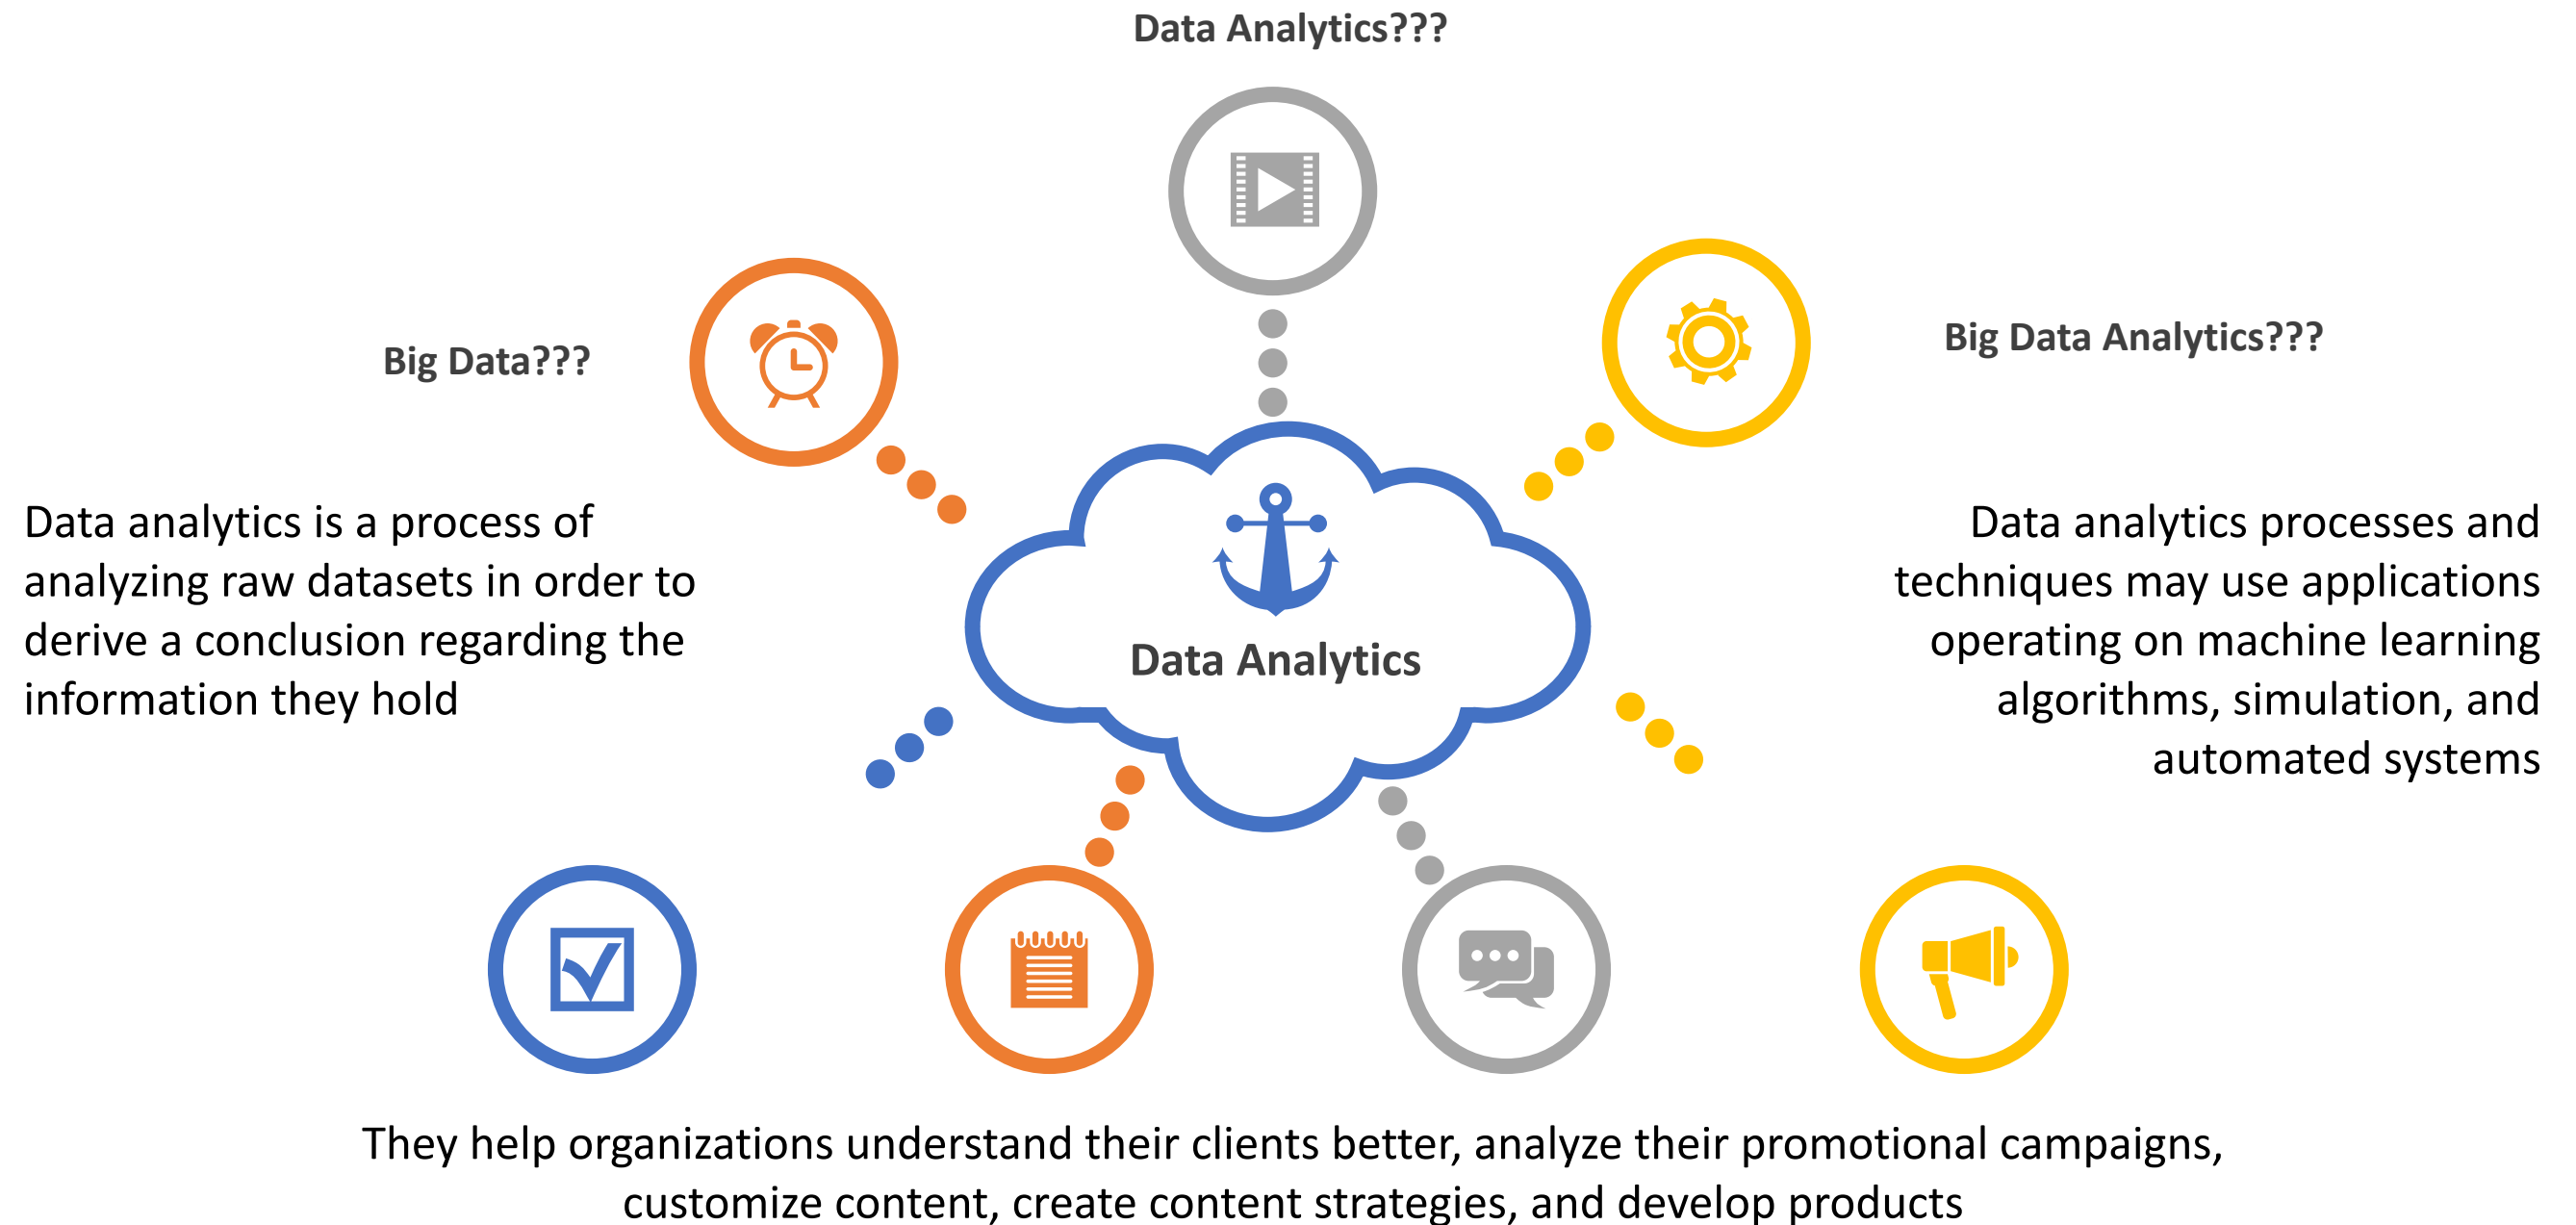 Data Analytics???
Big Data???
Big Data Analytics???
Data analytics is a process of
analyzing raw datasets in order to
derive a conclusion regarding the
information they hold
Data Analytics
Data analytics processes and
techniques may use applications
operating on machine learning
algorithms, simulation, and
automated systems
They help organizations understand their clients better, analyze their promotional campaigns,
customize content, create content strategies, and develop products